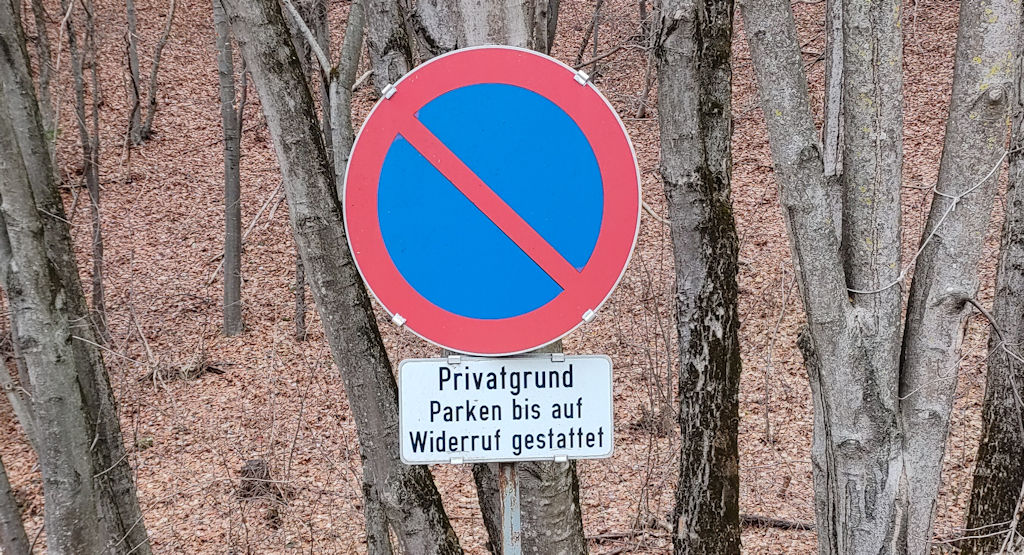 Privatgrund
Parken bis auf
Widerruf gestattet